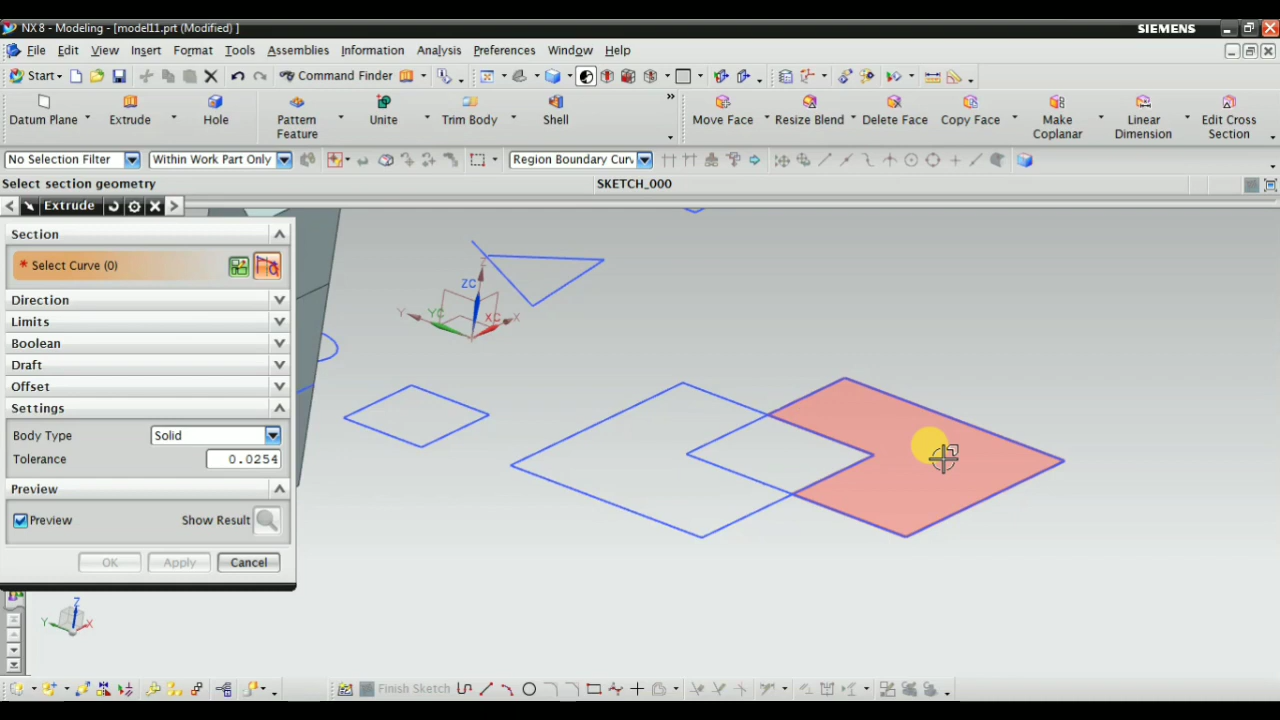 NX 8 - Modeling - [model11.prt (Modified) ]
SIEMENS
File Edit View Insert Format Tools Assemblies Information Analysis Preferences Window Help
Start Command Finder
Datum Plane Extrude Hole Pattern Feature Unite Trim Body Shell Move Face Resize Blend Delete Face Copy Face Make Coplanar Linear Dimension Edit Cross Section
No Selection Filter Within Work Part Only Region Boundary Curv
Select section geometry SKETCH_000
Extrude
Section
* Select Curve (0)
Direction
Limits
Boolean
Draft
Offset
Settings
Body Type Solid
Tolerance 0.0254
Preview
Preview Show Result
OK Apply Cancel
Z
ZC
Y YC XC X
Z
Y X
Finish Sketch